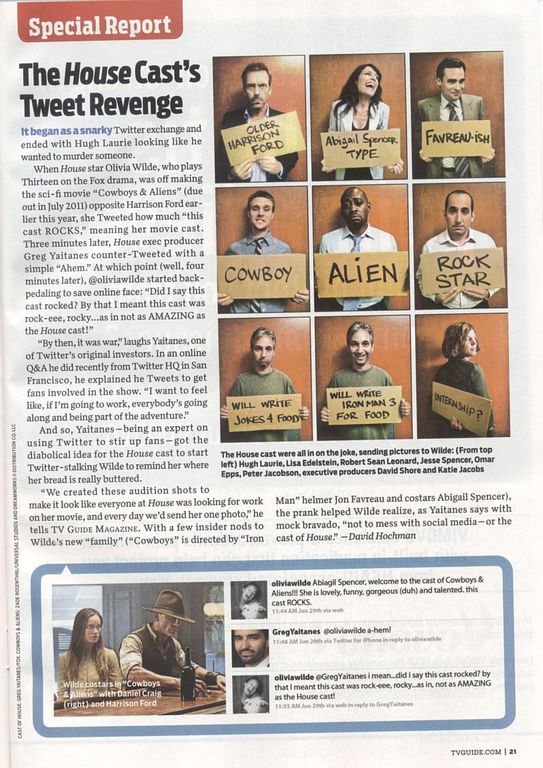 Special Report
The House Cast's
Tweet Revenge
It began as a snarky Twitter exchange and
ended with Hugh Laurie looking like he
wanted to murder someone.
When House star Olivia Wilde, who plays
Thirteen on the Fox drama, was off making
the sci-fi movie "Cowboys & Aliens" (due
out in July 2011) opposite Harrison Ford ear-
lier this year, she Tweeted how much "this
cast ROCKS," meaning her movie cast.
Three minutes later, House exec producer
Greg Yaitanes counter-Tweeted with a
simple "Ahem." At which point (well, four
minutes later), @oliviawilde started back-
pedaling to save online face: "Did I say this
cast rocked? By that I meant this cast was
rock-eee, rocky...as in not as AMAZING as
the House cast!"
"By then, it was war," laughs Yaitanes, one
of Twitter's original investors. In an online
Q&A he did recently from Twitter HQ in San
Francisco, he explained he Tweets to get
fans involved in the show. "I want to feel
like, if I'm going to work, everybody's going
along and being part of the adventure."
And so, Yaitanes—being an expert on
using Twitter to stir up fans—got the
diabolical idea for the House cast to start
Twitter-stalking Wilde to remind her where
her bread is really buttered.
"We created these audition shots to
make it look like everyone at House was looking for work
on her movie, and every day we'd send her one photo," he
tells TV GUIDE MAGAZINE. With a few insider nods to
Wilde's new "family" ("Cowboys" is directed by "Iron
Man" helmer Jon Favreau and costars Abigail Spencer),
the prank helped Wilde realize, as Yaitanes says with
mock bravado, "not to mess with social media—or the
cast of House." —David Hochman
OLDER
HARRISON
FORD
Abigail Spencer
TYPE
FAVREAU-ISH
COWBOY
ALIEN
ROCK
STAR
WILL WRITE
JOKES 4 FOOD
WILL WRITE
IRON MAN 3
FOR FOOD
INTERNSHIP?
The House cast were all in on the joke, sending pictures to Wilde: (From top
left) Hugh Laurie, Lisa Edelstein, Robert Sean Leonard, Jesse Spencer, Omar
Epps, Peter Jacobson, executive producers David Shore and Katie Jacobs
Wilde costars in "Cowboys
& Aliens" with Daniel Craig
(right) and Harrison Ford
oliviawilde Abiagil Spencer, welcome to the cast of Cowboys &
Aliens!!! She is lovely, funny, gorgeous (duh) and talented. this
cast ROCKS.
11:44 AM Jun 29th via web
GregYaitanes @oliviawilde a-hem!
11:48 AM Jun 29th via Twitter for iPhone in reply to oliviawilde
oliviawilde @GregYaitanes i mean...did i say this cast rocked? by
that I meant this cast was rock-eee, rocky...as in, not as AMAZING
as the House cast!
11:53 AM Jun 29th via web in reply to GregYaitanes
CAST OF HOUSE: GREG YAITANES/FOX; COWBOYS & ALIENS: ZADE ROSENTHAL/UNIVERSAL STUDIOS AND DREAMWORKS II DISTRIBUTION CO. LLC
TVGUIDE.COM | 21